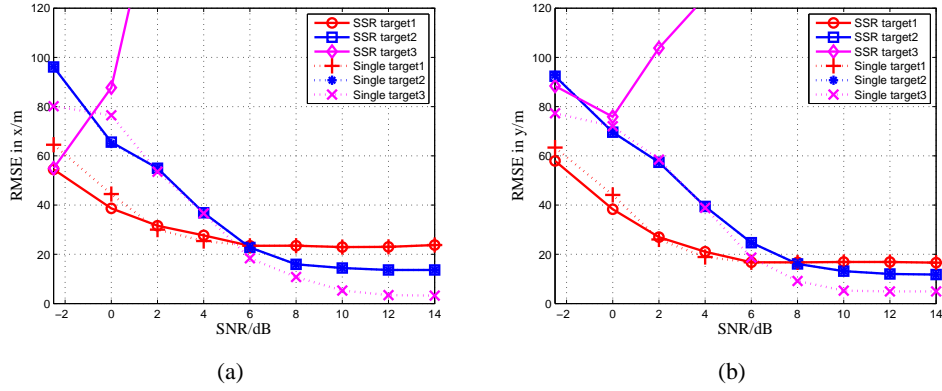 120
100
80
60
40
20
0
RMSE in x/m
−2 0 2 4 6 8 10 12 14
SNR/dB
SSR target1
SSR target2
SSR target3
Single target1
Single target2
Single target3
(a)
120
100
80
60
40
20
0
RMSE in y/m
−2 0 2 4 6 8 10 12 14
SNR/dB
SSR target1
SSR target2
SSR target3
Single target1
Single target2
Single target3
(b)